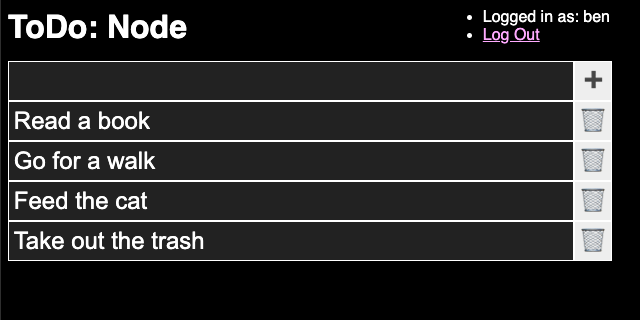 ToDo: Node
Logged in as: ben
Log Out
Read a book
Go for a walk
Feed the cat
Take out the trash